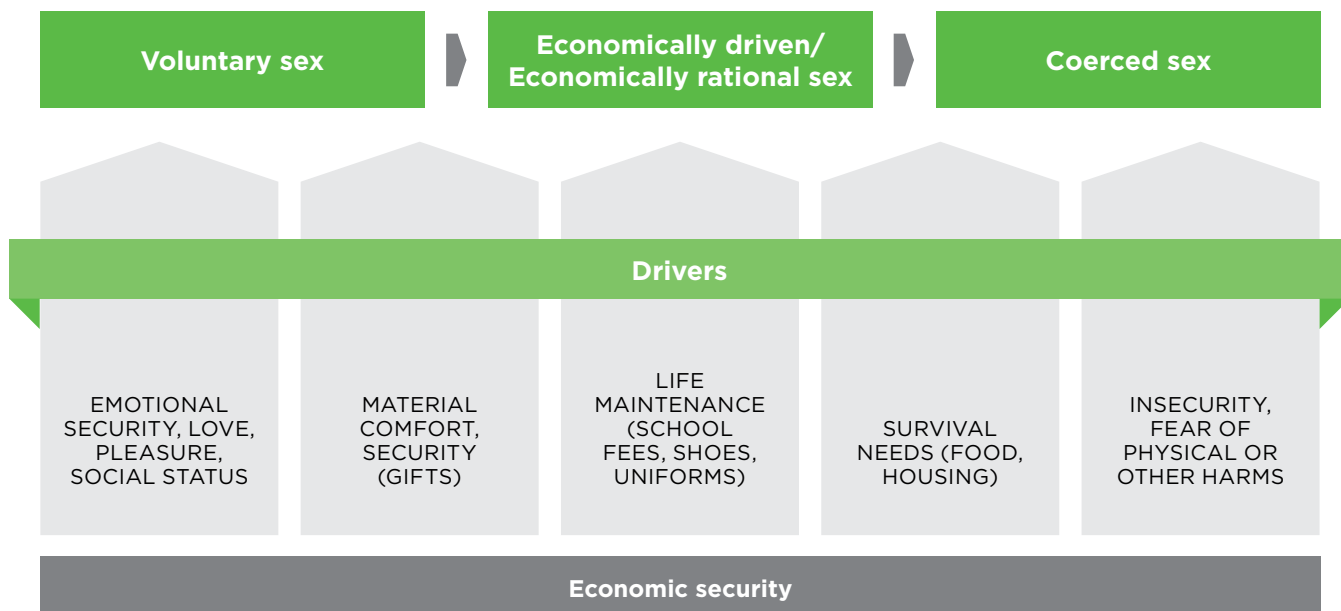 Voluntary sex
Economically driven/
Economically rational sex
Coerced sex
Drivers
EMOTIONAL
SECURITY, LOVE,
PLEASURE,
SOCIAL STATUS
MATERIAL
COMFORT,
SECURITY
(GIFTS)
LIFE
MAINTENANCE
(SCHOOL
FEES, SHOES,
UNIFORMS)
SURVIVAL
NEEDS (FOOD,
HOUSING)
INSECURITY,
FEAR OF
PHYSICAL OR
OTHER HARMS
Economic security